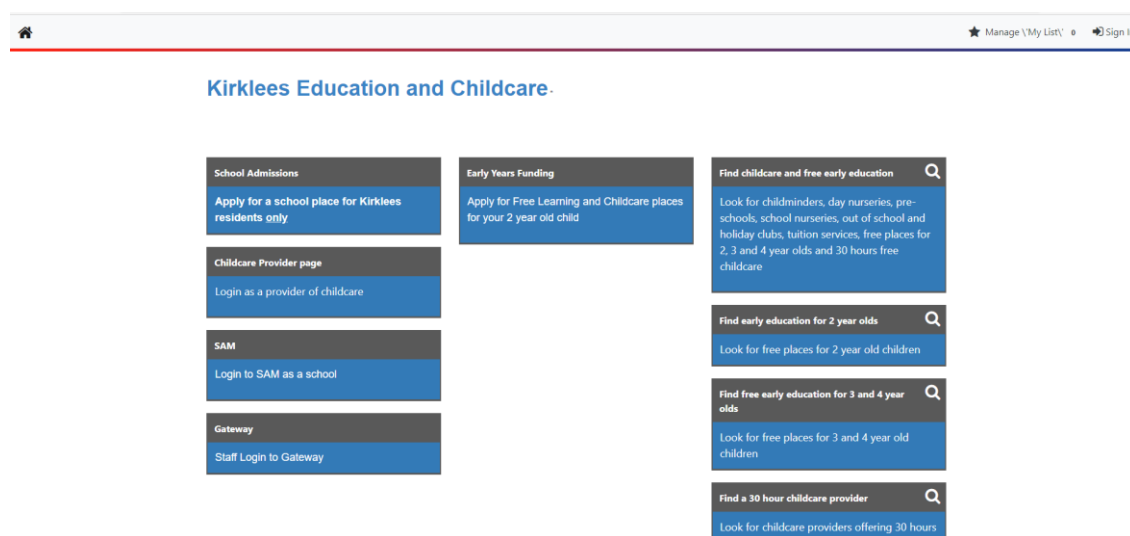 Manage \'My List\' 0 Sign I
Kirklees Education and Childcare.
School Admissions
Apply for a school place for Kirklees
residents only
Childcare Provider page
Login as a provider of childcare
SAM
Login to SAM as a school
Gateway
Staff Login to Gateway
Early Years Funding
Apply for Free Learning and Childcare places
for your 2 year old child
Find childcare and free early education
Look for childminders, day nurseries, pre-
schools, school nurseries, out of school and
holiday clubs, tuition services, free places for
2, 3 and 4 year olds and 30 hours free
childcare
Find early education for 2 year olds
Look for free places for 2 year old children
Find free early education for 3 and 4 year
olds
Look for free places for 3 and 4 year old
children
Find a 30 hour childcare provider
Look for childcare providers offering 30 hours